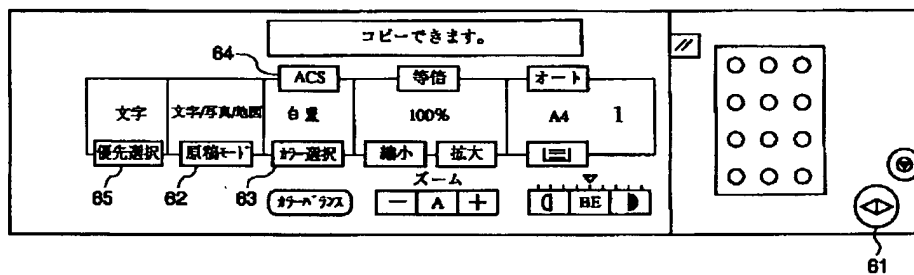 コピーできます。
64
ACS 等倍 オート
文字 文字/写真/地図 白黒 100% A4 1
優先選択 原稿モード カラー選択 縮小 拡大
65 62 63 ズーム
カラーバランス − A + BE
61